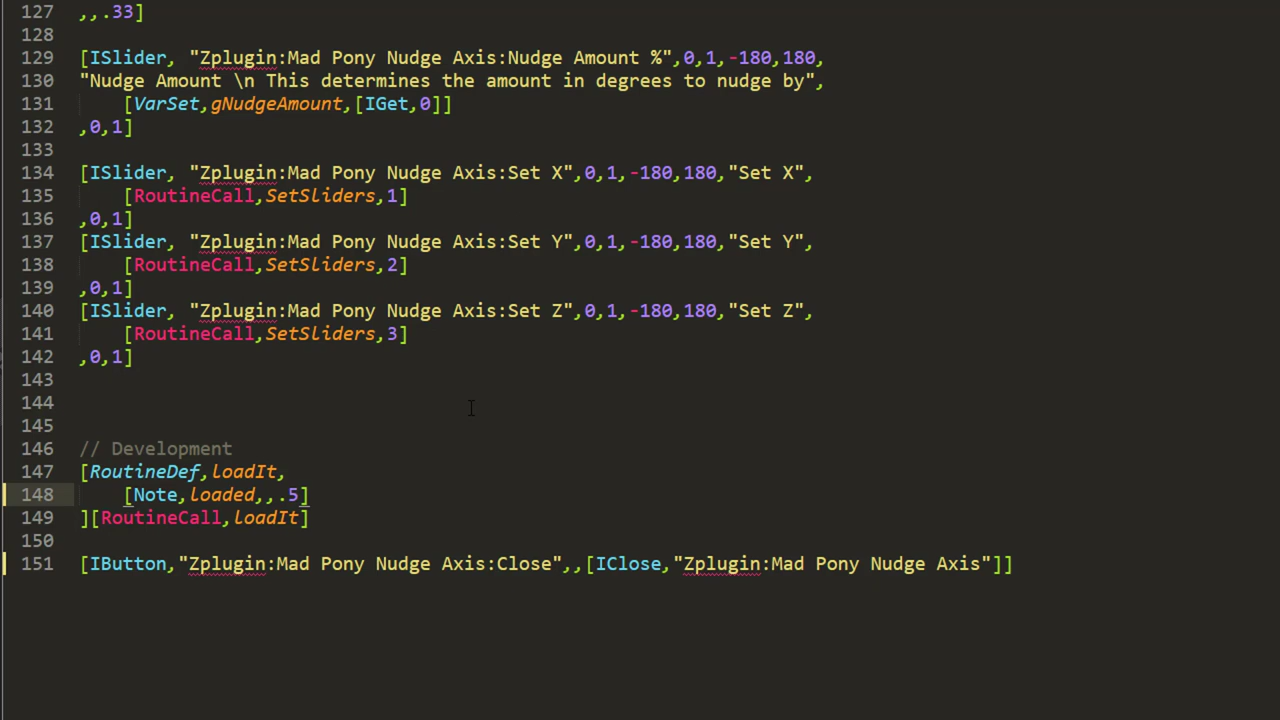 127 ,,.33]
128
129 [ISlider, "Zplugin:Mad Pony Nudge Axis:Nudge Amount %",0,1,-180,180,
130 "Nudge Amount \n This determines the amount in degrees to nudge by",
131     [VarSet,gNudgeAmount,[IGet,0]]
132 ,0,1]
133
134 [ISlider, "Zplugin:Mad Pony Nudge Axis:Set X",0,1,-180,180,"Set X",
135     [RoutineCall,SetSliders,1]
136 ,0,1]
137 [ISlider, "Zplugin:Mad Pony Nudge Axis:Set Y",0,1,-180,180,"Set Y",
138     [RoutineCall,SetSliders,2]
139 ,0,1]
140 [ISlider, "Zplugin:Mad Pony Nudge Axis:Set Z",0,1,-180,180,"Set Z",
141     [RoutineCall,SetSliders,3]
142 ,0,1]
143
144
145
146 // Development
147 [RoutineDef,loadIt,
148     [Note,loaded,,.5]
149 ][RoutineCall,loadIt]
150
151 [IButton,"Zplugin:Mad Pony Nudge Axis:Close",,[IClose,"Zplugin:Mad Pony Nudge Axis"]]